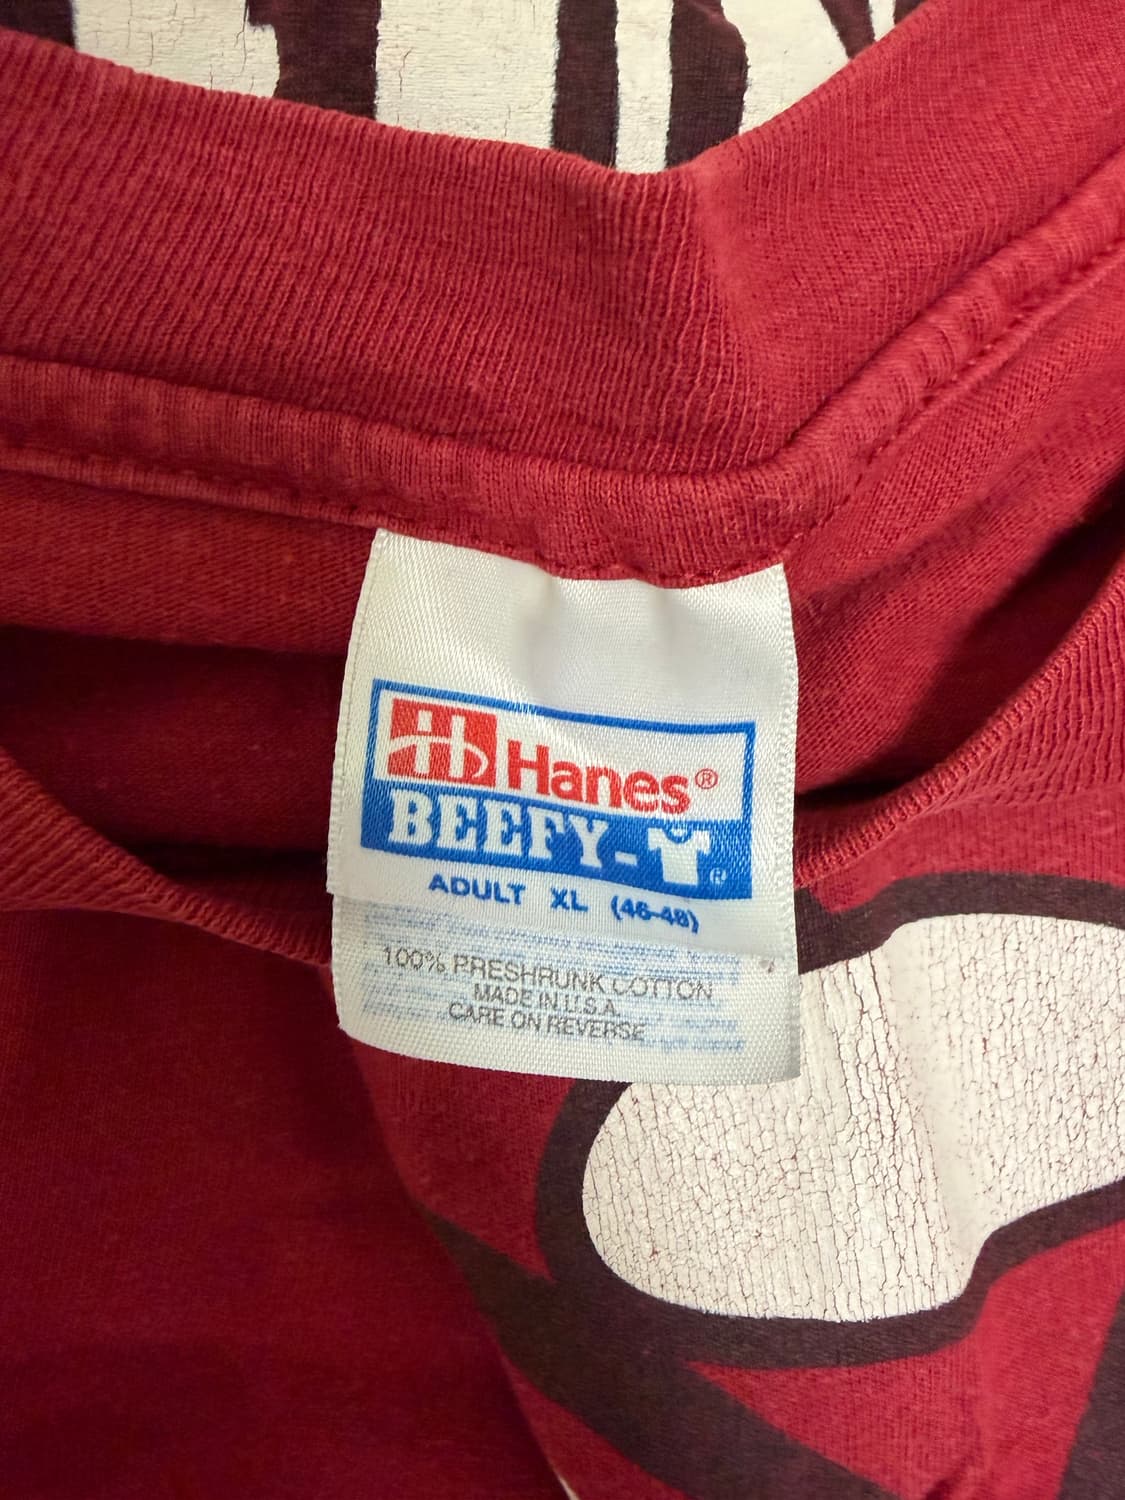 Hanes®
BEEFY-T®
ADULT XL (46-48)
100% PRESHRUNK COTTON
MADE IN U.S.A.
CARE ON REVERSE